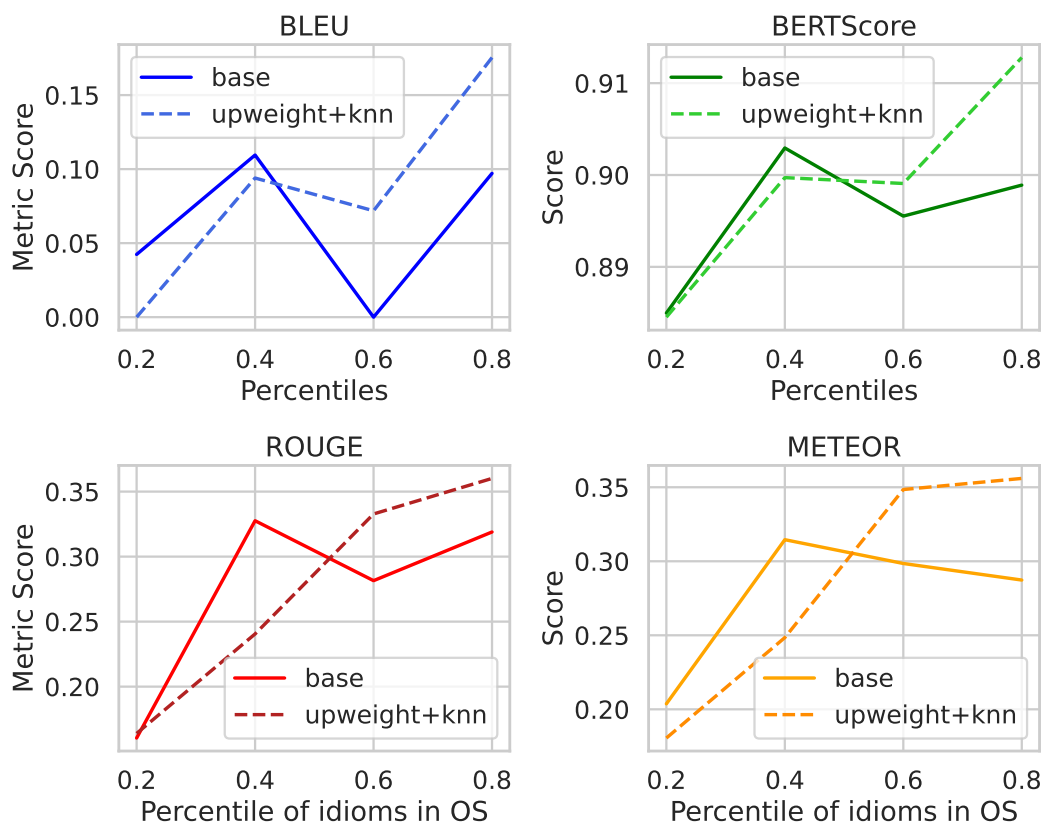 BLEU
Metric Score
0.15
0.10
0.05
0.00
base
upweight+knn
0.2 0.4 0.6 0.8
Percentiles
BERTScore
Score
0.91
0.90
0.89
base
upweight+knn
0.2 0.4 0.6 0.8
Percentiles
ROUGE
Metric Score
0.35
0.30
0.25
0.20
base
upweight+knn
0.2 0.4 0.6 0.8
Percentile of idioms in OS
METEOR
Score
0.35
0.30
0.25
0.20
base
upweight+knn
0.2 0.4 0.6 0.8
Percentile of idioms in OS